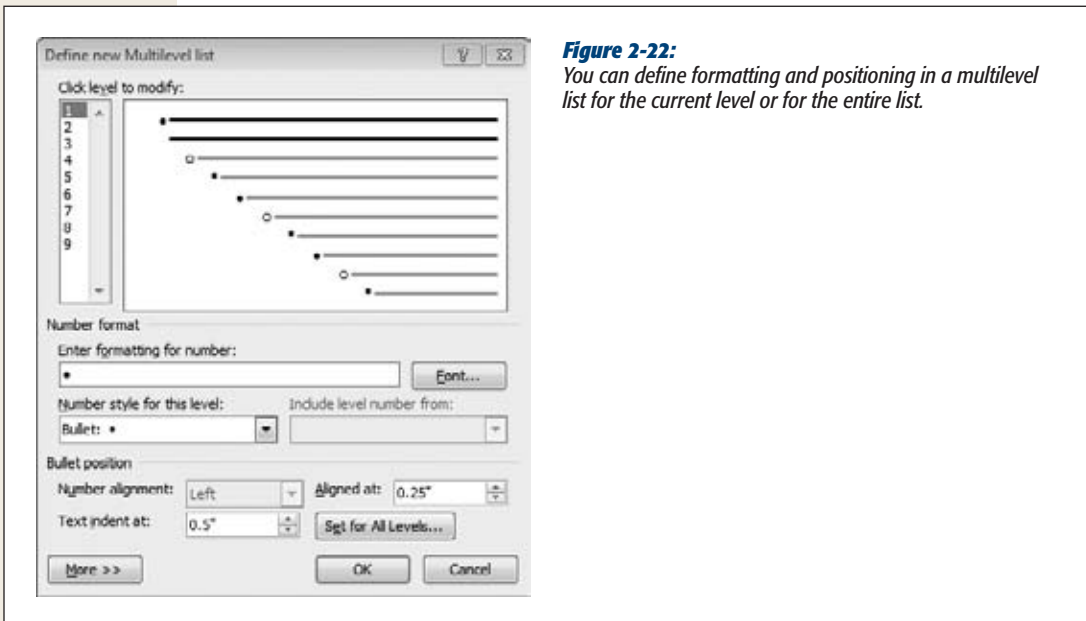 Define new Multilevel list
Click level to modify:
1
2
3
4
5
6
7
8
9
Number format
Enter formatting for number:
•
Font...
Number style for this level:
Include level number from:
Bullet: •
Bullet position
Number alignment:
Left
Aligned at:
0.25"
Text indent at:
0.5"
Set for All Levels...
More >>
OK
Cancel
Figure 2-22:
You can define formatting and positioning in a multilevel
list for the current level or for the entire list.